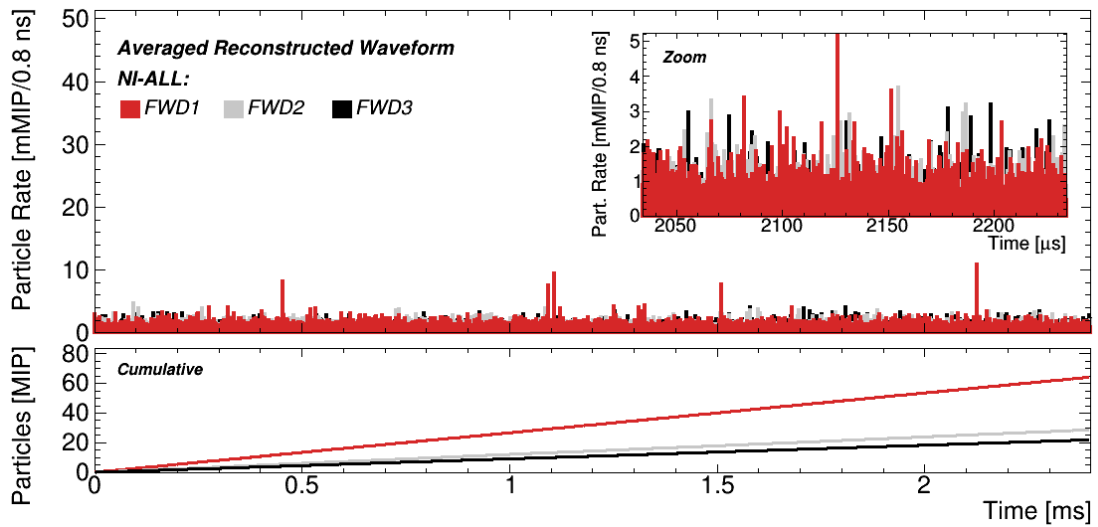 Averaged Reconstructed Waveform
NI-ALL:
FWD1 FWD2 FWD3
Particle Rate [mMIP/0.8 ns]
50
40
30
20
10
0
Zoom
Part. Rate [mMIP/0.8 ns]
5
4
3
2
1
0
2050 2100 2150 2200
Time [μs]
Cumulative
Particles [MIP]
80
60
40
20
0
0 0.5 1 1.5 2
Time [ms]